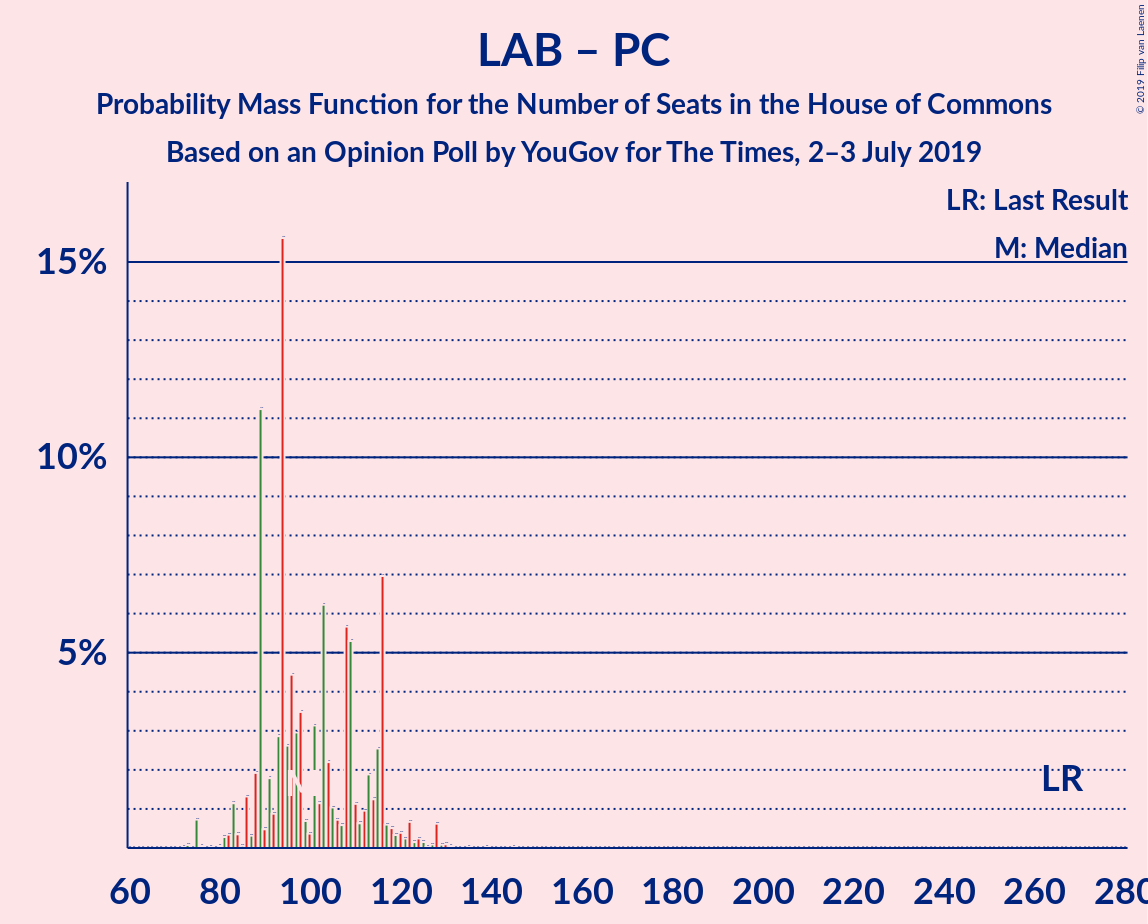 LAB – PC
Probability Mass Function for the Number of Seats in the House of Commons
Based on an Opinion Poll by YouGov for The Times, 2–3 July 2019
© 2019 Filip van Laenen
LR: Last Result
M: Median
15%
10%
5%
LR
60 80 100 120 140 160 180 200 220 240 260 280